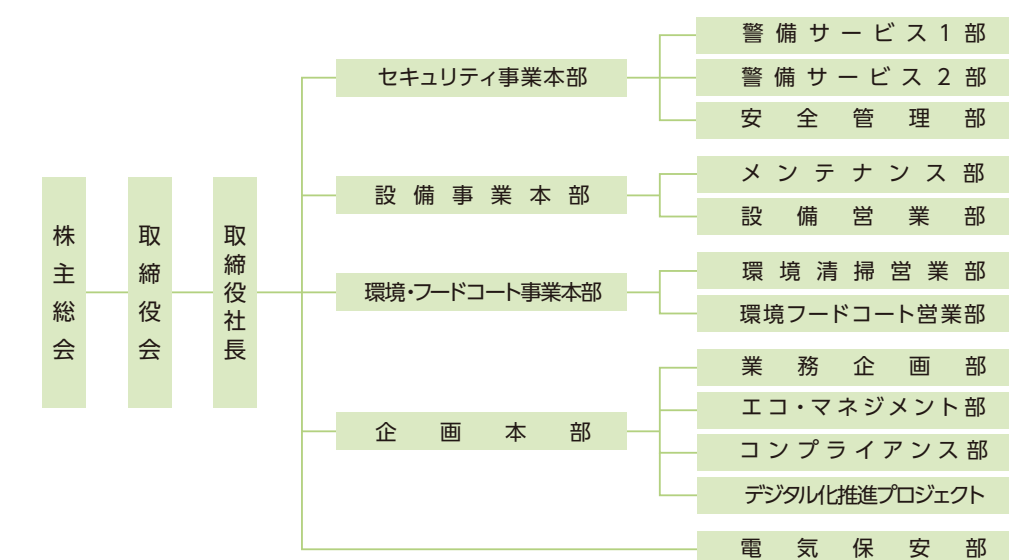 株主総会
取締役会
取締役社長
セキュリティ事業本部
警備サービス1部
警備サービス2部
安全管理部
設備事業本部
メンテナンス部
設備営業部
環境・フードコート事業本部
環境清掃営業部
環境フードコート営業部
企画本部
業務企画部
エコ・マネジメント部
コンプライアンス部
デジタル化推進プロジェクト
電気保安部